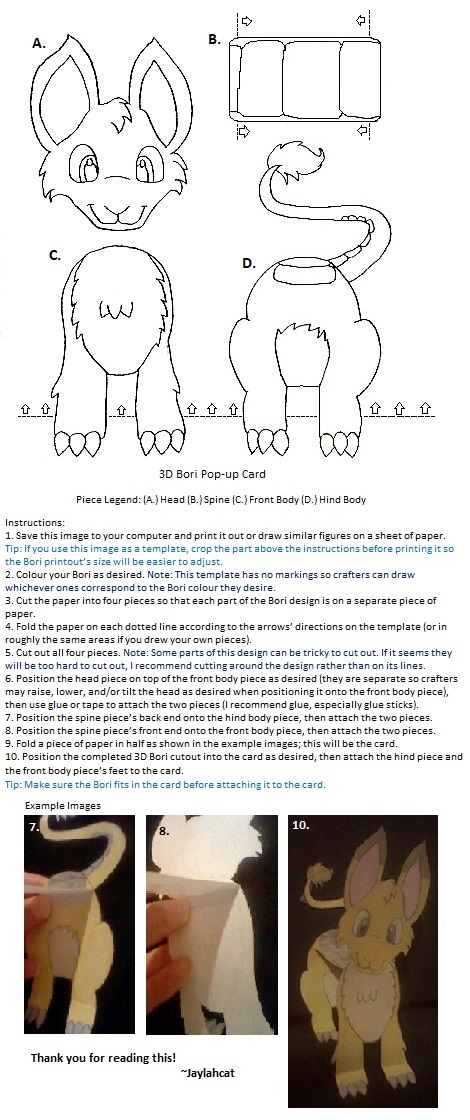 A.
B.
C.
D.
3D Bori Pop-up Card
Piece Legend: (A.) Head (B.) Spine (C.) Front Body (D.) Hind Body
Instructions:
1. Save this image to your computer and print it out or draw similar figures on a sheet of paper.
Tip: If you use this image as a template, crop the part above the instructions before printing it so
the Bori printout's size will be easier to adjust.
2. Colour your Bori as desired. Note: This template has no markings so crafters can draw
whichever ones correspond to the Bori colour they desire.
3. Cut the paper into four pieces so that each part of the Bori design is on a separate piece of
paper.
4. Fold the paper on each dotted line according to the arrows' directions on the template (or in
roughly the same areas if you drew your own pieces).
5. Cut out all four pieces. Note: Some parts of this design can be tricky to cut out. If it seems they
will be too hard to cut out, I recommend cutting around the design rather than on its lines.
6. Position the head piece on top of the front body piece as desired (they are separate so crafters
may raise, lower, and/or tilt the head as desired when positioning it onto the front body piece),
then use glue or tape to attach the two pieces (I recommend glue, especially glue sticks).
7. Position the spine piece's back end onto the hind body piece, then attach the two pieces.
8. Position the spine piece's front end onto the front body piece, then attach the two pieces.
9. Fold a piece of paper in half as shown in the example images; this will be the card.
10. Position the completed 3D Bori cutout into the card as desired, then attach the hind piece and
the front body piece's feet to the card.
Tip: Make sure the Bori fits in the card before attaching it to the card.
Example Images
7.
8.
10.
Thank you for reading this!
~Jaylahcat